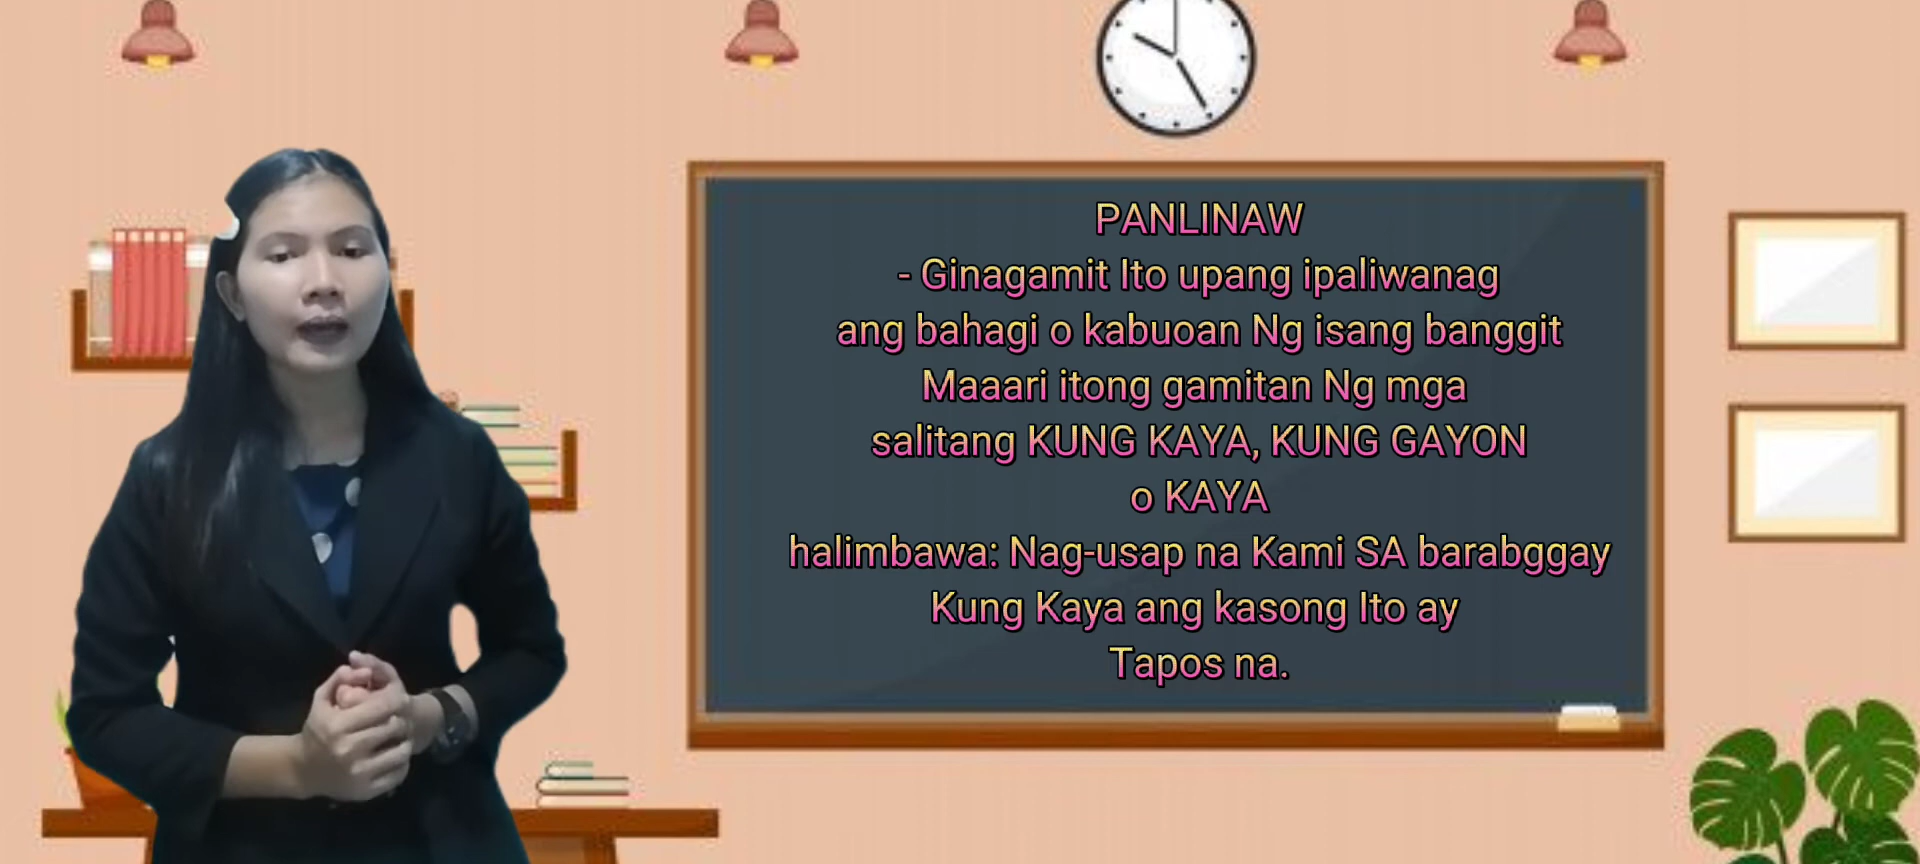 PANLINAW
- Ginagamit Ito upang ipaliwanag
ang bahagi o kabuoan Ng isang banggit
Maaari itong gamitan Ng mga
salitang KUNG KAYA, KUNG GAYON
o KAYA
halimbawa: Nag-usap na Kami SA barabggay
Kung Kaya ang kasong Ito ay
Tapos na.